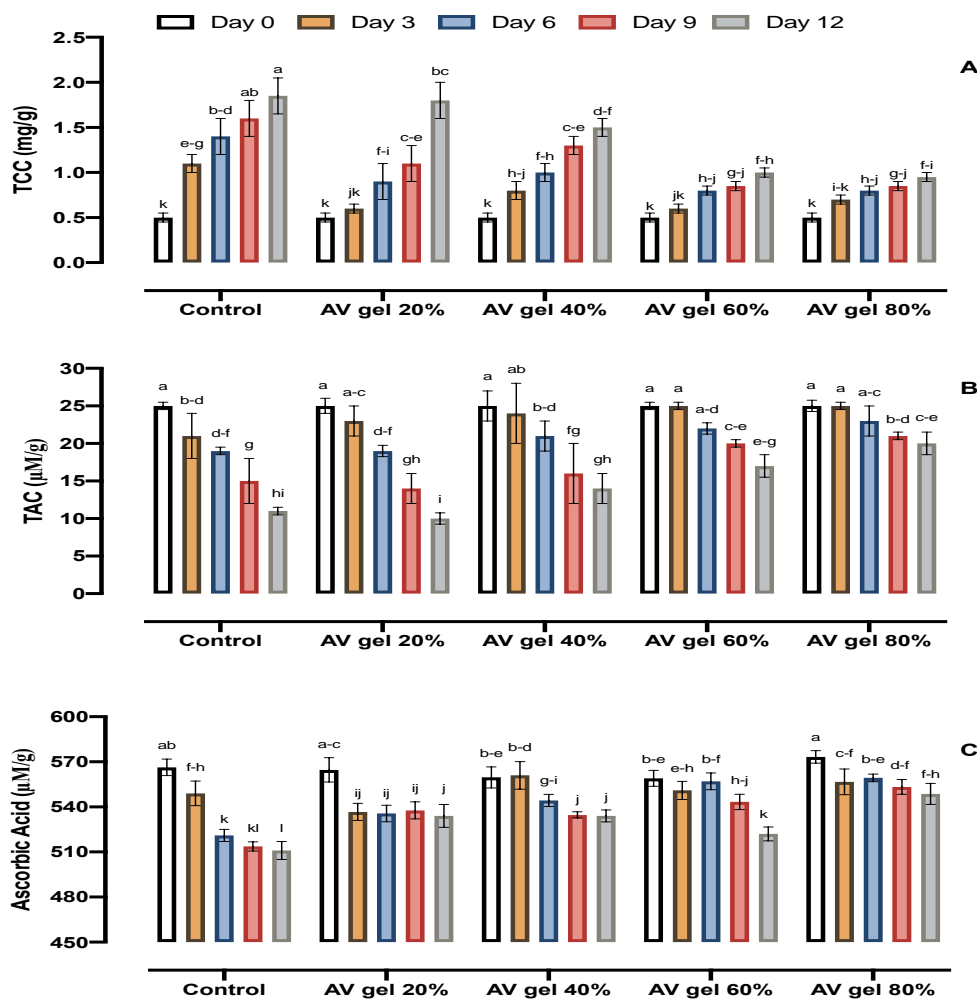 Day 0 Day 3 Day 6 Day 9 Day 12
A
TCC (mg/g)
2.5
2.0
1.5
1.0
0.5
0.0
k e-g b-d ab a
k jk f-i c-e bc
k h-j f-h c-e d-f
k jk h-j g-j f-h
k i-k h-j g-j f-i
Control AV gel 20% AV gel 40% AV gel 60% AV gel 80%
B
TAC (µM/g)
30
25
20
15
10
5
0
a b-d d-f g hi
a a-c d-f gh i
a ab b-d fg gh
a a a-d c-e e-g
a a a-c b-d c-e
Control AV gel 20% AV gel 40% AV gel 60% AV gel 80%
C
Ascorbic Acid (µM/g)
600
570
540
510
480
450
ab f-h k kl l
a-c ij ij ij j
b-e b-d g-i j j
b-e e-h b-f h-j k
a c-f b-e d-f f-h
Control AV gel 20% AV gel 40% AV gel 60% AV gel 80%